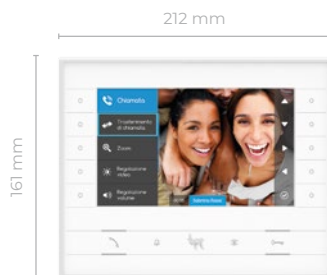 212 mm
161 mm
Chiamata
Trasferimento
di chiamata
Zoom
Regolazione
video
Regolazione
volume